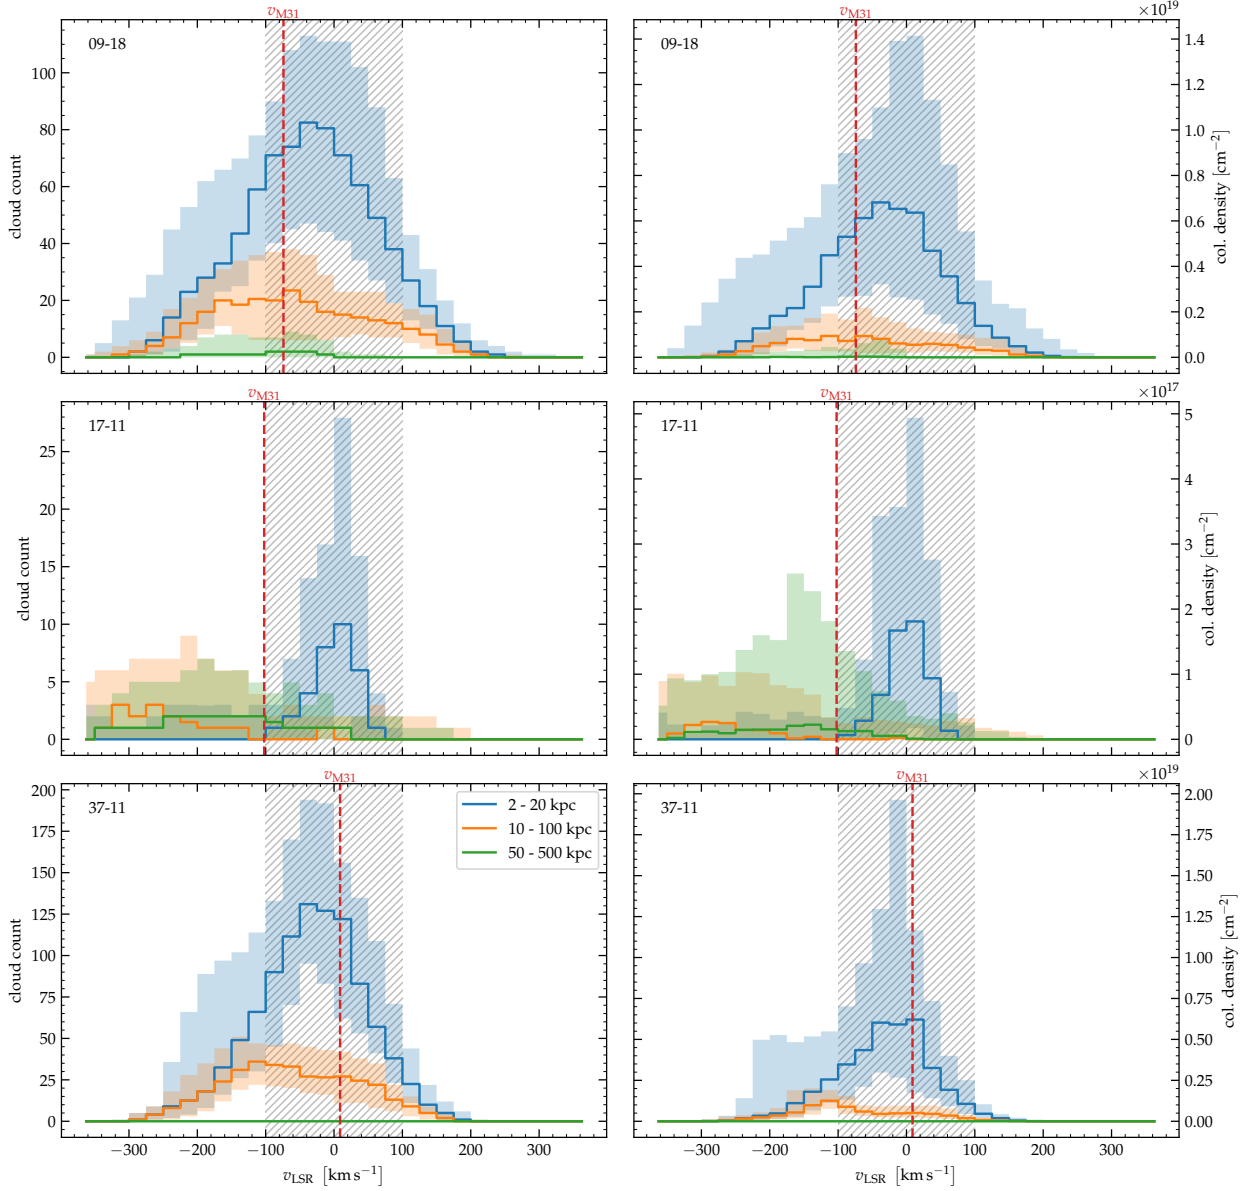 v_M31
v_M31
×10^19
09-18
09-18
100
80
60
40
20
0
cloud count
1.4
1.2
1.0
0.8
0.6
0.4
0.2
0.0
col. density [cm^−2]
v_M31
v_M31
×10^17
17-11
17-11
25
20
15
10
5
0
cloud count
5
4
3
2
1
0
col. density [cm^−2]
v_M31
v_M31
×10^19
37-11
37-11
2 - 20 kpc
10 - 100 kpc
50 - 500 kpc
200
175
150
125
100
75
50
25
0
cloud count
2.00
1.75
1.50
1.25
1.00
0.75
0.50
0.25
0.00
col. density [cm^−2]
−300 −200 −100 0 100 200 300
−300 −200 −100 0 100 200 300
v_LSR [km s^−1]
v_LSR [km s^−1]